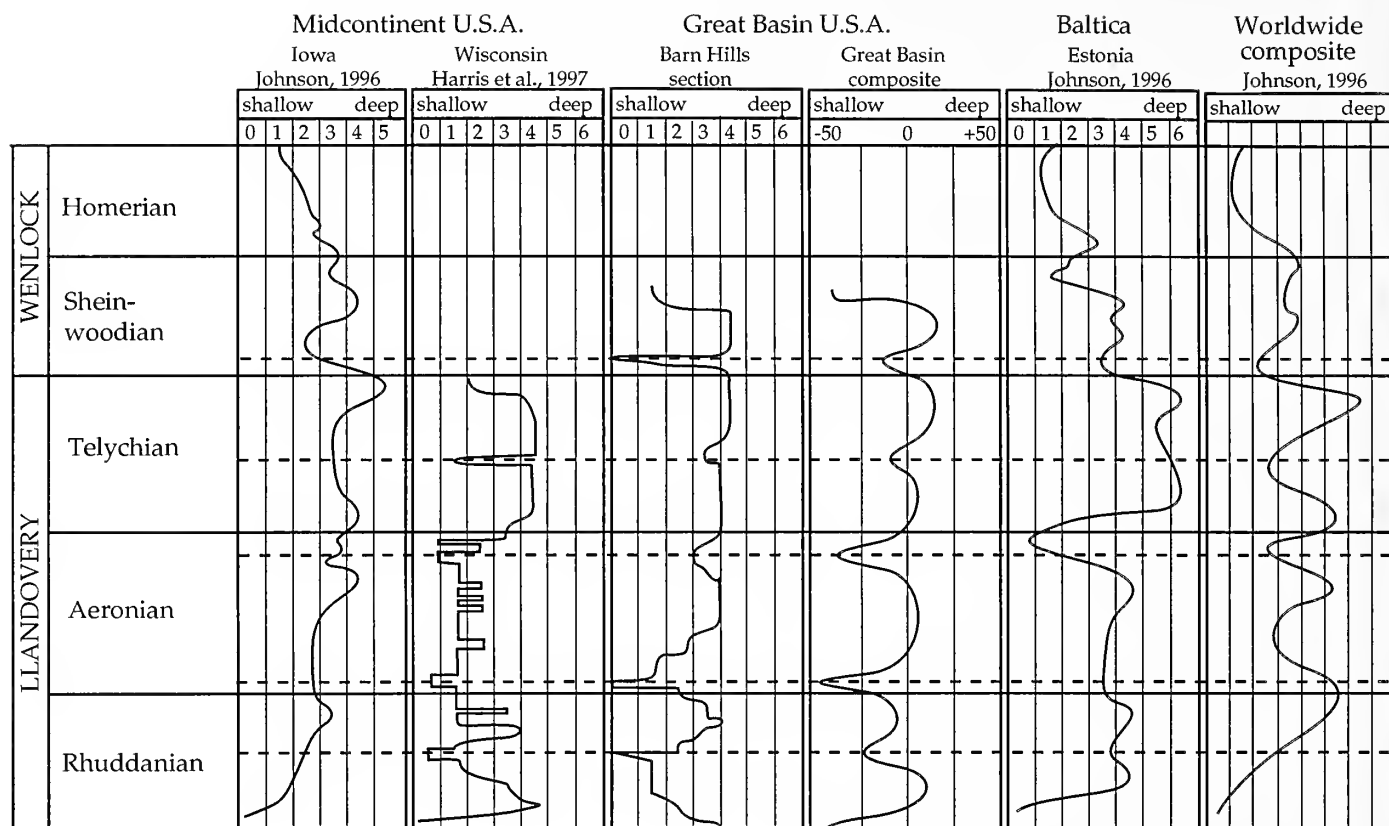 Midcontinent U.S.A. Great Basin U.S.A. Baltica Worldwide
composite
Iowa Wisconsin Barn Hills Great Basin Estonia
Johnson, 1996 Harris et al., 1997 section composite Johnson, 1996 Johnson, 1996
shallow deep shallow deep shallow deep shallow deep shallow deep shallow deep
0 1 2 3 4 5 0 1 2 3 4 5 6 0 1 2 3 4 5 6 -50 0 +50 0 1 2 3 4 5 6
WENLOCK
Homerian
Shein-
woodian
LLANDOVERY
Telychian
Aeronian
Rhuddanian